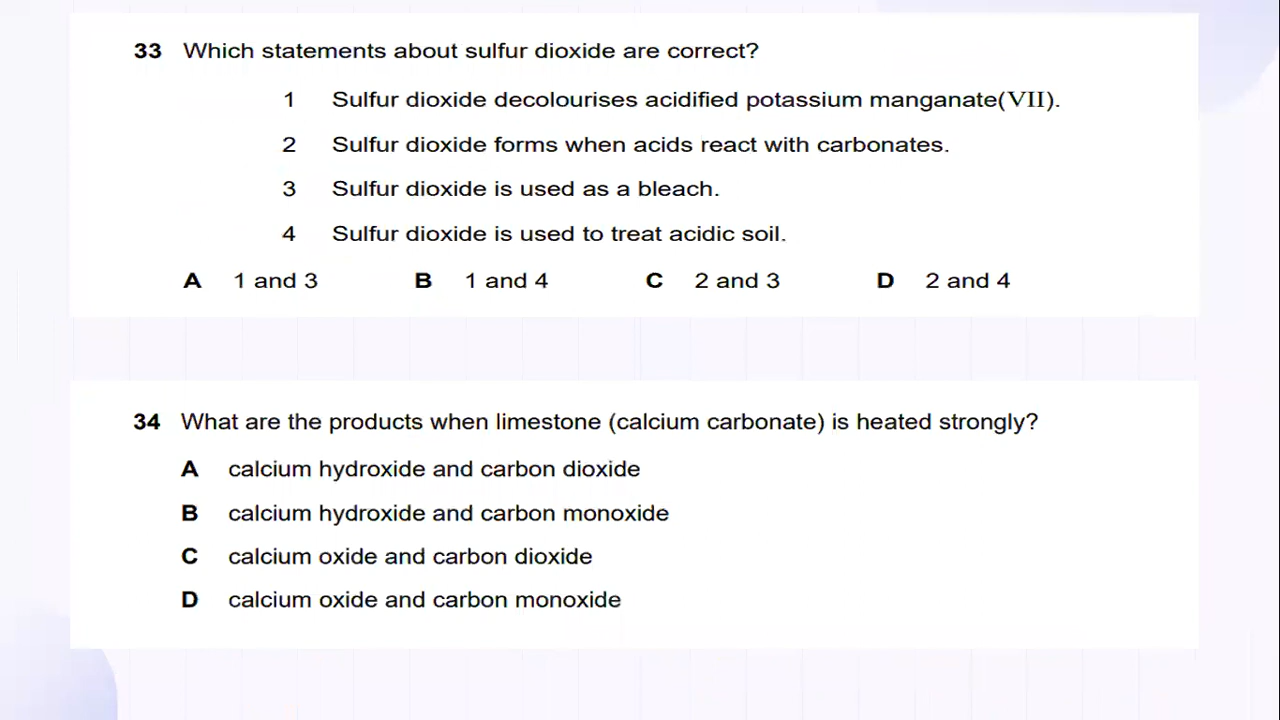 33 Which statements about sulfur dioxide are correct?
1 Sulfur dioxide decolourises acidified potassium manganate(VII).
2 Sulfur dioxide forms when acids react with carbonates.
3 Sulfur dioxide is used as a bleach.
4 Sulfur dioxide is used to treat acidic soil.
A 1 and 3 B 1 and 4 C 2 and 3 D 2 and 4
34 What are the products when limestone (calcium carbonate) is heated strongly?
A calcium hydroxide and carbon dioxide
B calcium hydroxide and carbon monoxide
C calcium oxide and carbon dioxide
D calcium oxide and carbon monoxide